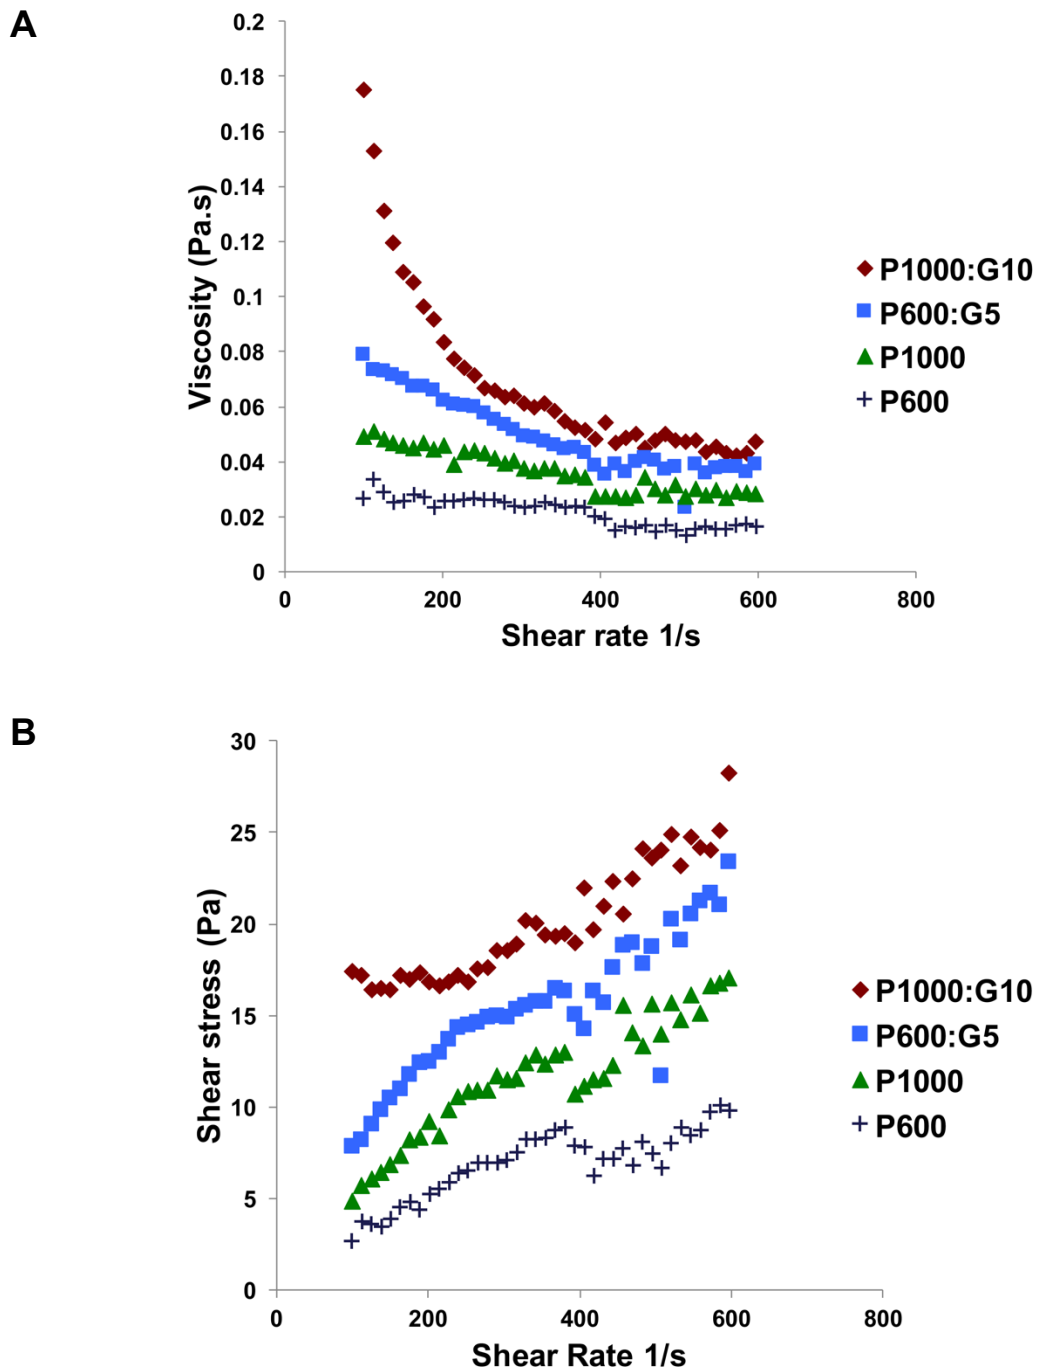 A
0.2
0.18
0.16
0.14
0.12
0.1
0.08
0.06
0.04
0.02
0
Viscosity (Pa.s)
0 200 400 600 800
Shear rate 1/s
P1000:G10
P600:G5
P1000
P600
B
30
25
20
15
10
5
0
Shear stress (Pa)
0 200 400 600 800
Shear Rate 1/s
P1000:G10
P600:G5
P1000
P600